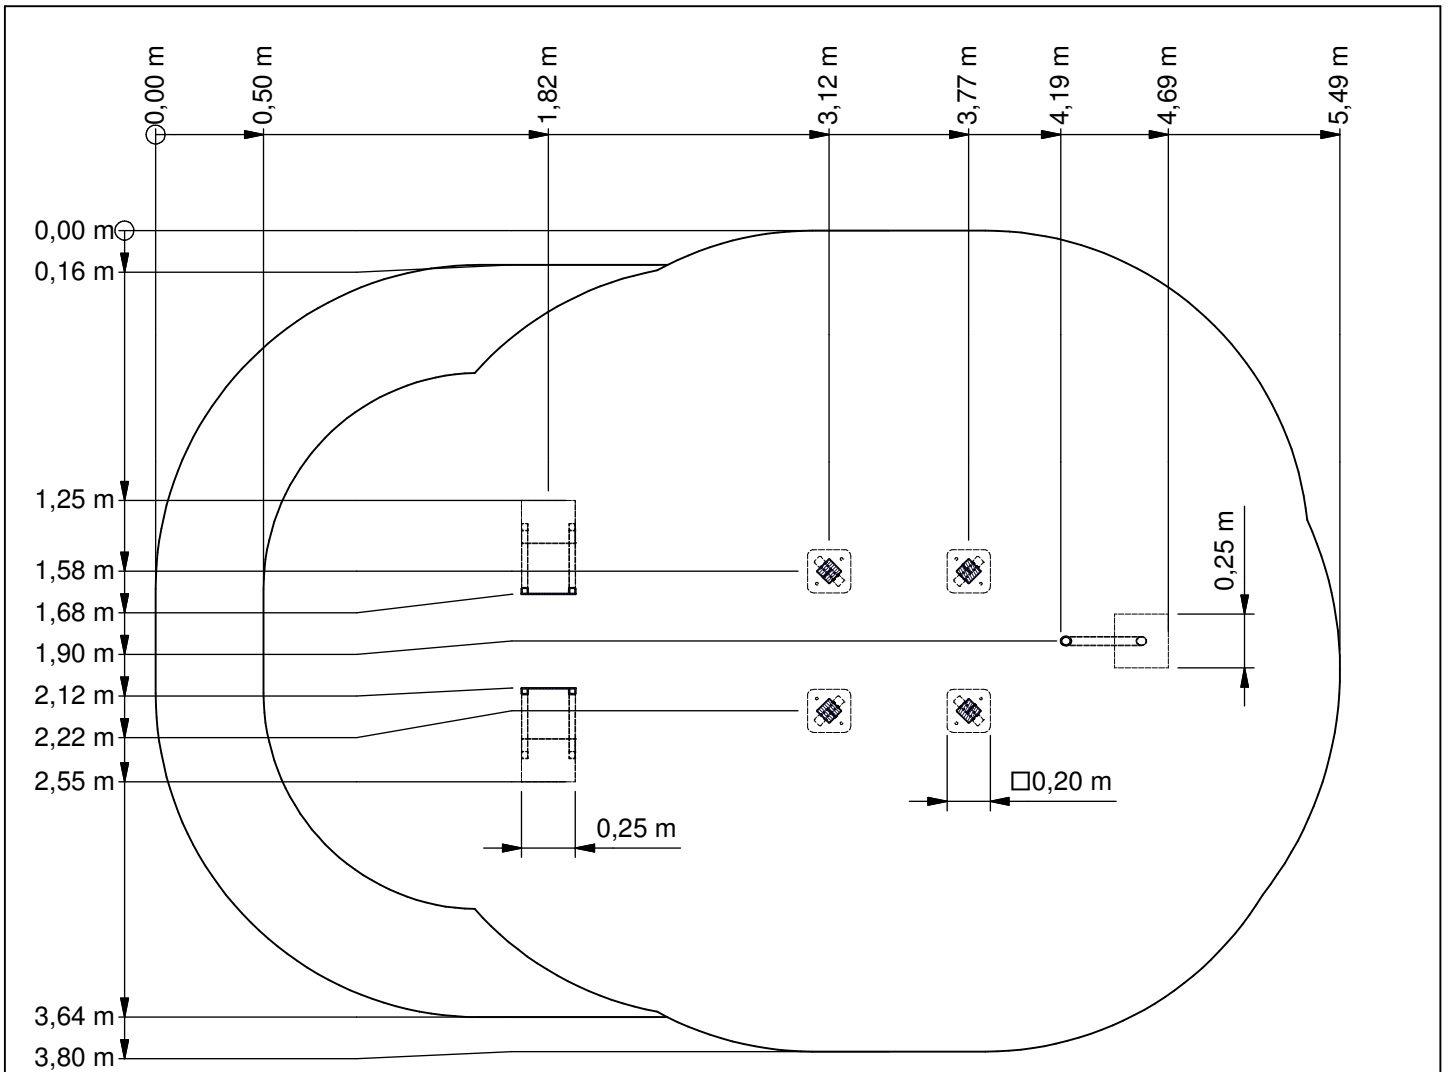 0,00 m
0,50 m
1,82 m
3,12 m
3,77 m
4,19 m
4,69 m
5,49 m
0,00 m
0,16 m
1,25 m
1,58 m
1,68 m
1,90 m
2,12 m
2,22 m
2,55 m
3,64 m
3,80 m
0,25 m
□0,20 m
0,25 m